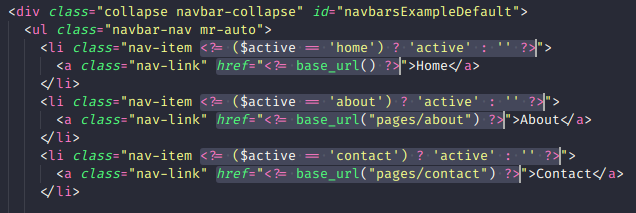 <div class="collapse navbar-collapse" id="navbarsExampleDefault">
<ul class="navbar-nav mr-auto">
<li class="nav-item <?= ($active == 'home') ? 'active' : '' ?>">
<a class="nav-link" href="<?= base_url() ?>">Home</a>
</li>
<li class="nav-item <?= ($active == 'about') ? 'active' : '' ?>">
<a class="nav-link" href="<?= base_url("pages/about") ?>">About</a>
</li>
<li class="nav-item <?= ($active == 'contact') ? 'active' : '' ?>">
<a class="nav-link" href="<?= base_url("pages/contact") ?>">Contact</a>
</li>